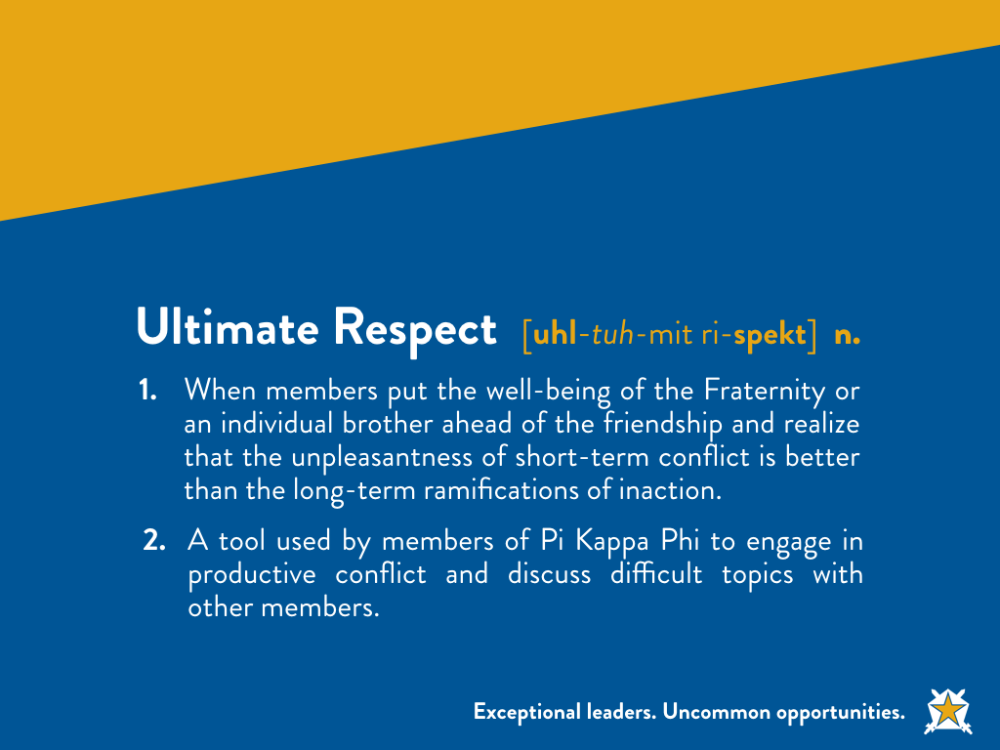 Ultimate Respect [uhl-tuh-mit ri-spekt] n.
1. When members put the well-being of the Fraternity or
an individual brother ahead of the friendship and realize
that the unpleasantness of short-term conflict is better
than the long-term ramifications of inaction.
2. A tool used by members of Pi Kappa Phi to engage in
productive conflict and discuss difficult topics with
other members.
Exceptional leaders. Uncommon opportunities.